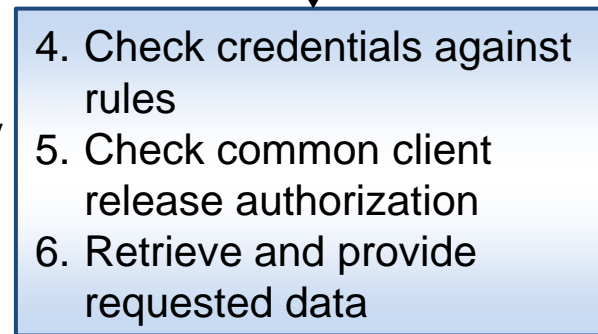 4. Check credentials against
rules
5. Check common client
release authorization
6. Retrieve and provide
requested data